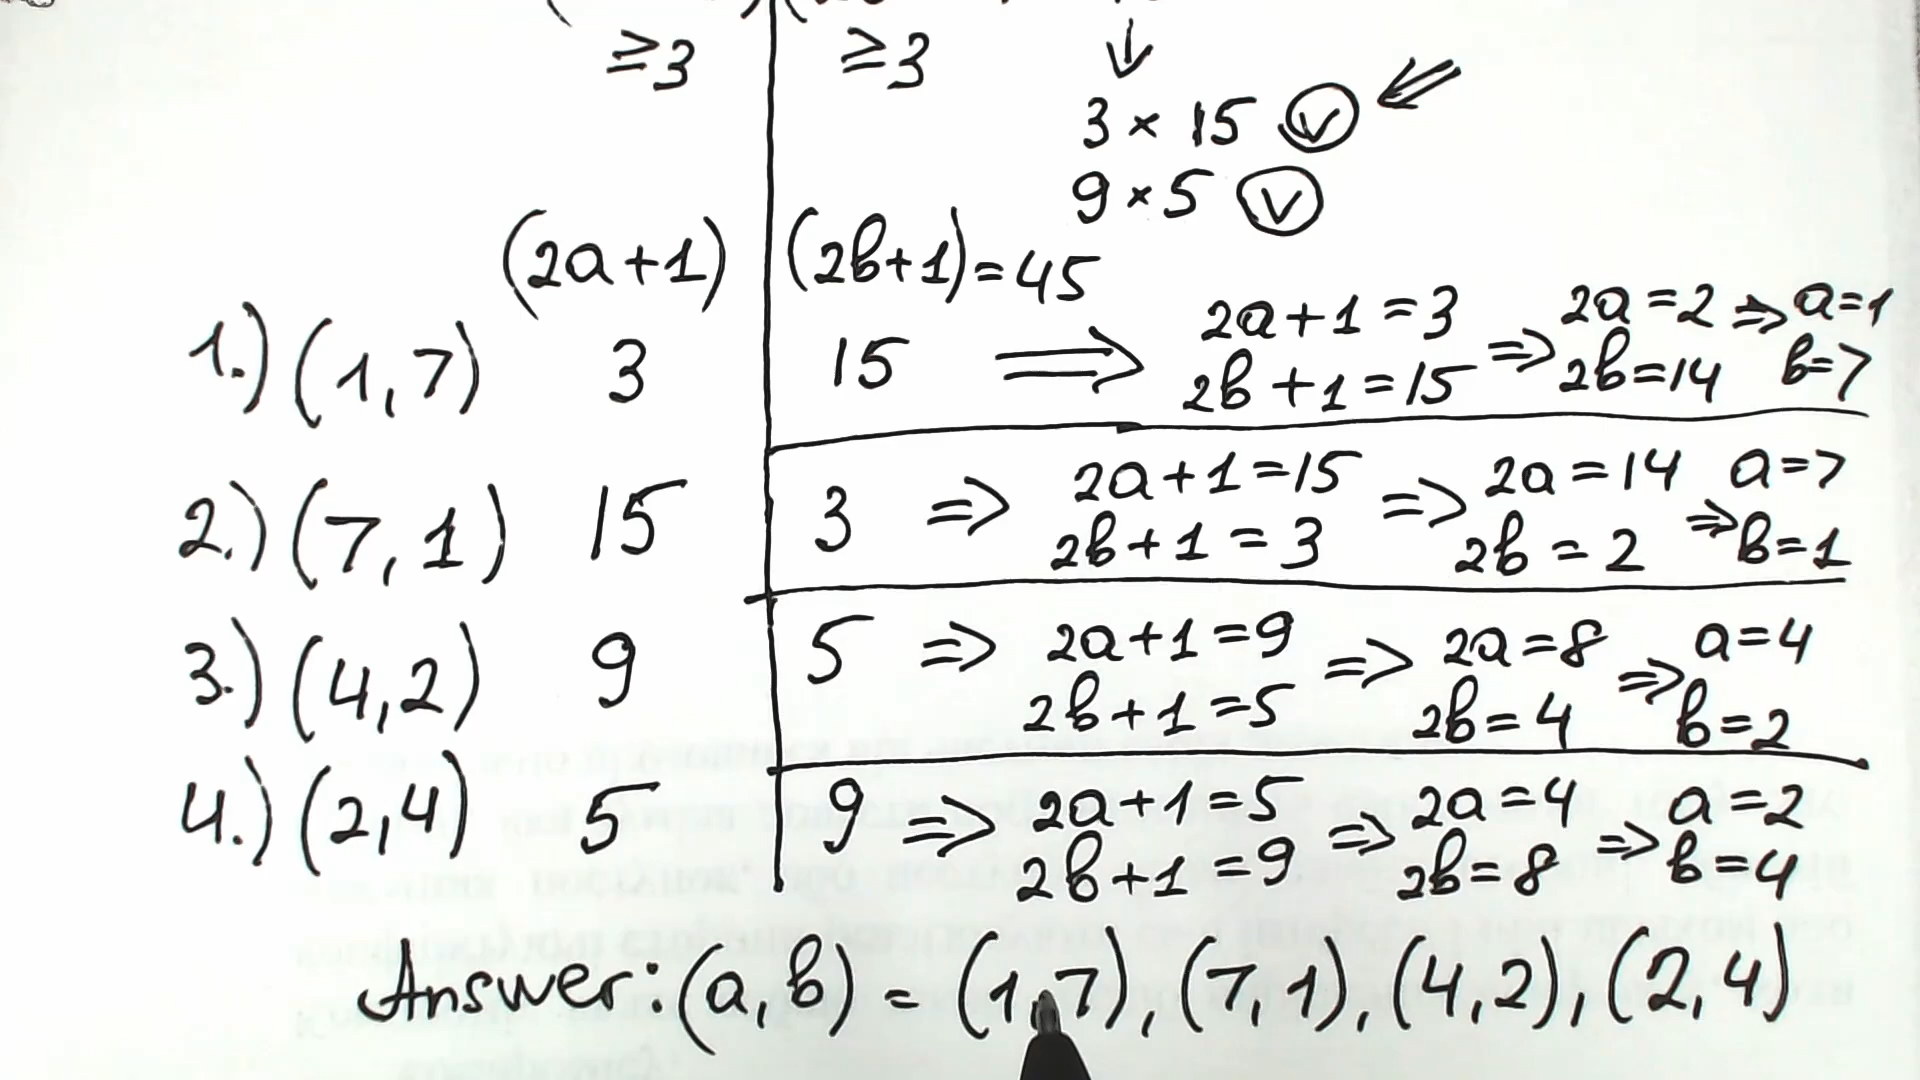 ≥3 ≥3 ↓
3 × 15 V ⇐
9 × 5 V
(2a+1) (2b+1) = 45
1.) (1,7) 3 15 ⟹ 2a+1 = 3 ⇒ 2a = 2 ⇒ a=1
2b+1 = 15 2b=14 b=7
2.) (7,1) 15 3 ⇒ 2a+1 = 15 ⇒ 2a = 14 ⇒ a=7
2b+1 = 3 2b = 2 b=1
3.) (4,2) 9 5 ⇒ 2a+1 = 9 ⇒ 2a=8 ⇒ a=4
2b+1 = 5 2b = 4 b=2
4.) (2,4) 5 9 ⇒ 2a+1 = 5 ⇒ 2a=4 ⇒ a=2
2b+1 = 9 2b=8 b=4
Answer: (a,b) = (1,7), (7,1), (4,2), (2,4)